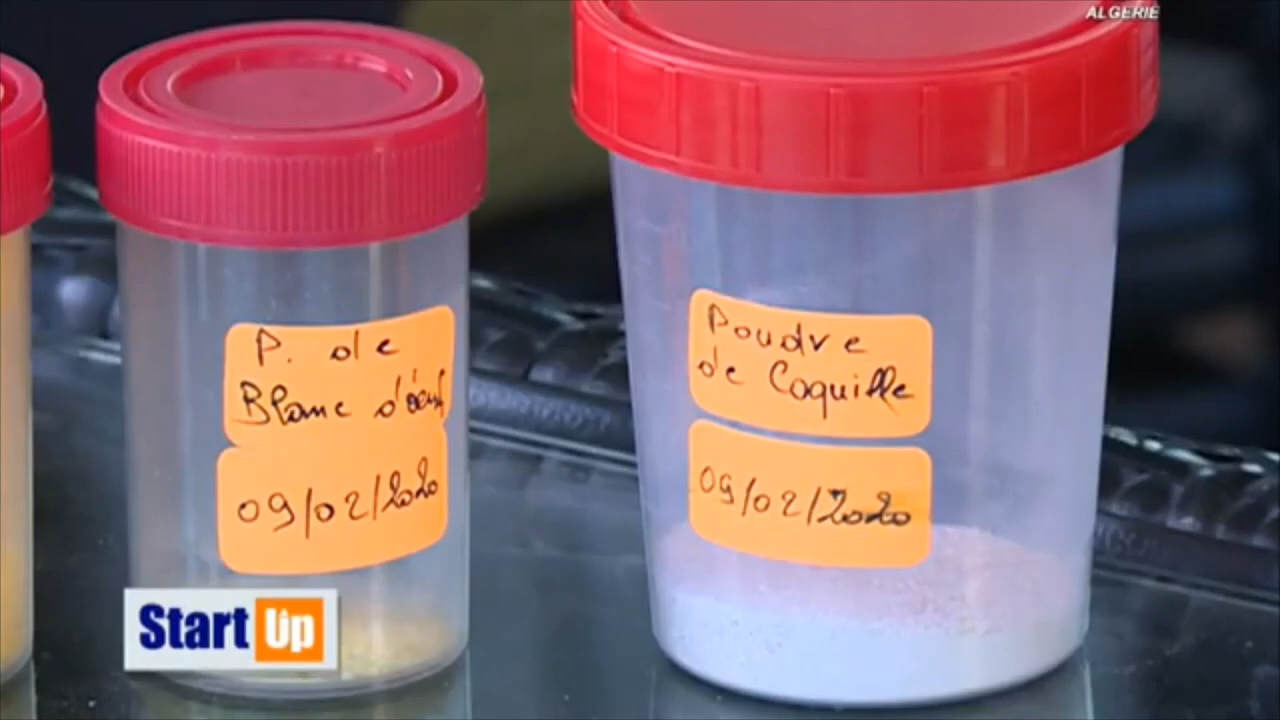 ALGERIE
P. de
Blanc d'oeuf
09/02/2020
Poudre
de Coquille
09/02/2020
Start Up